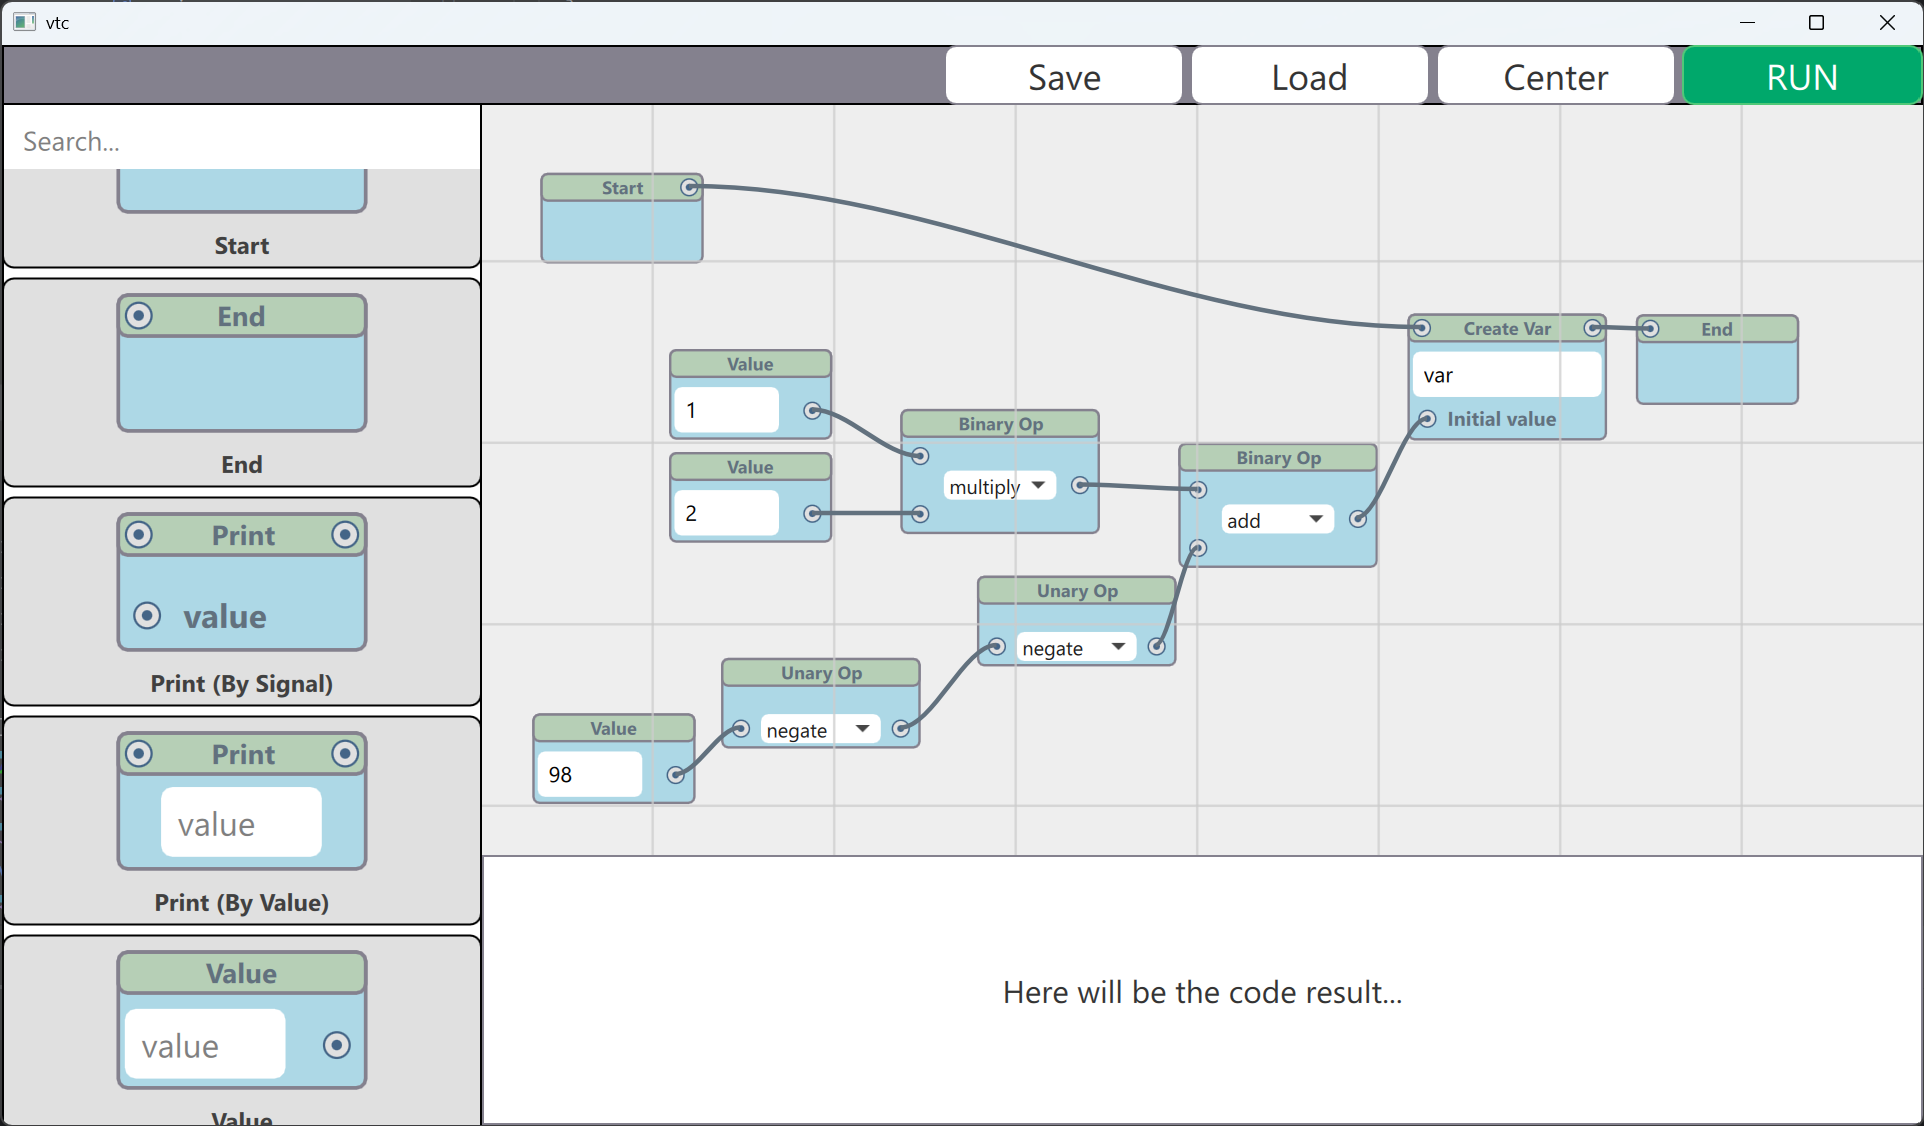 vtc
Save
Load
Center
RUN
Search...
Start
End
End
Print
value
Print (By Signal)
Print
value
Print (By Value)
Value
value
Value
Start
Create Var
var
Initial value
End
Value
1
Value
2
Binary Op
multiply
Binary Op
add
Unary Op
negate
Unary Op
negate
Value
98
Here will be the code result...